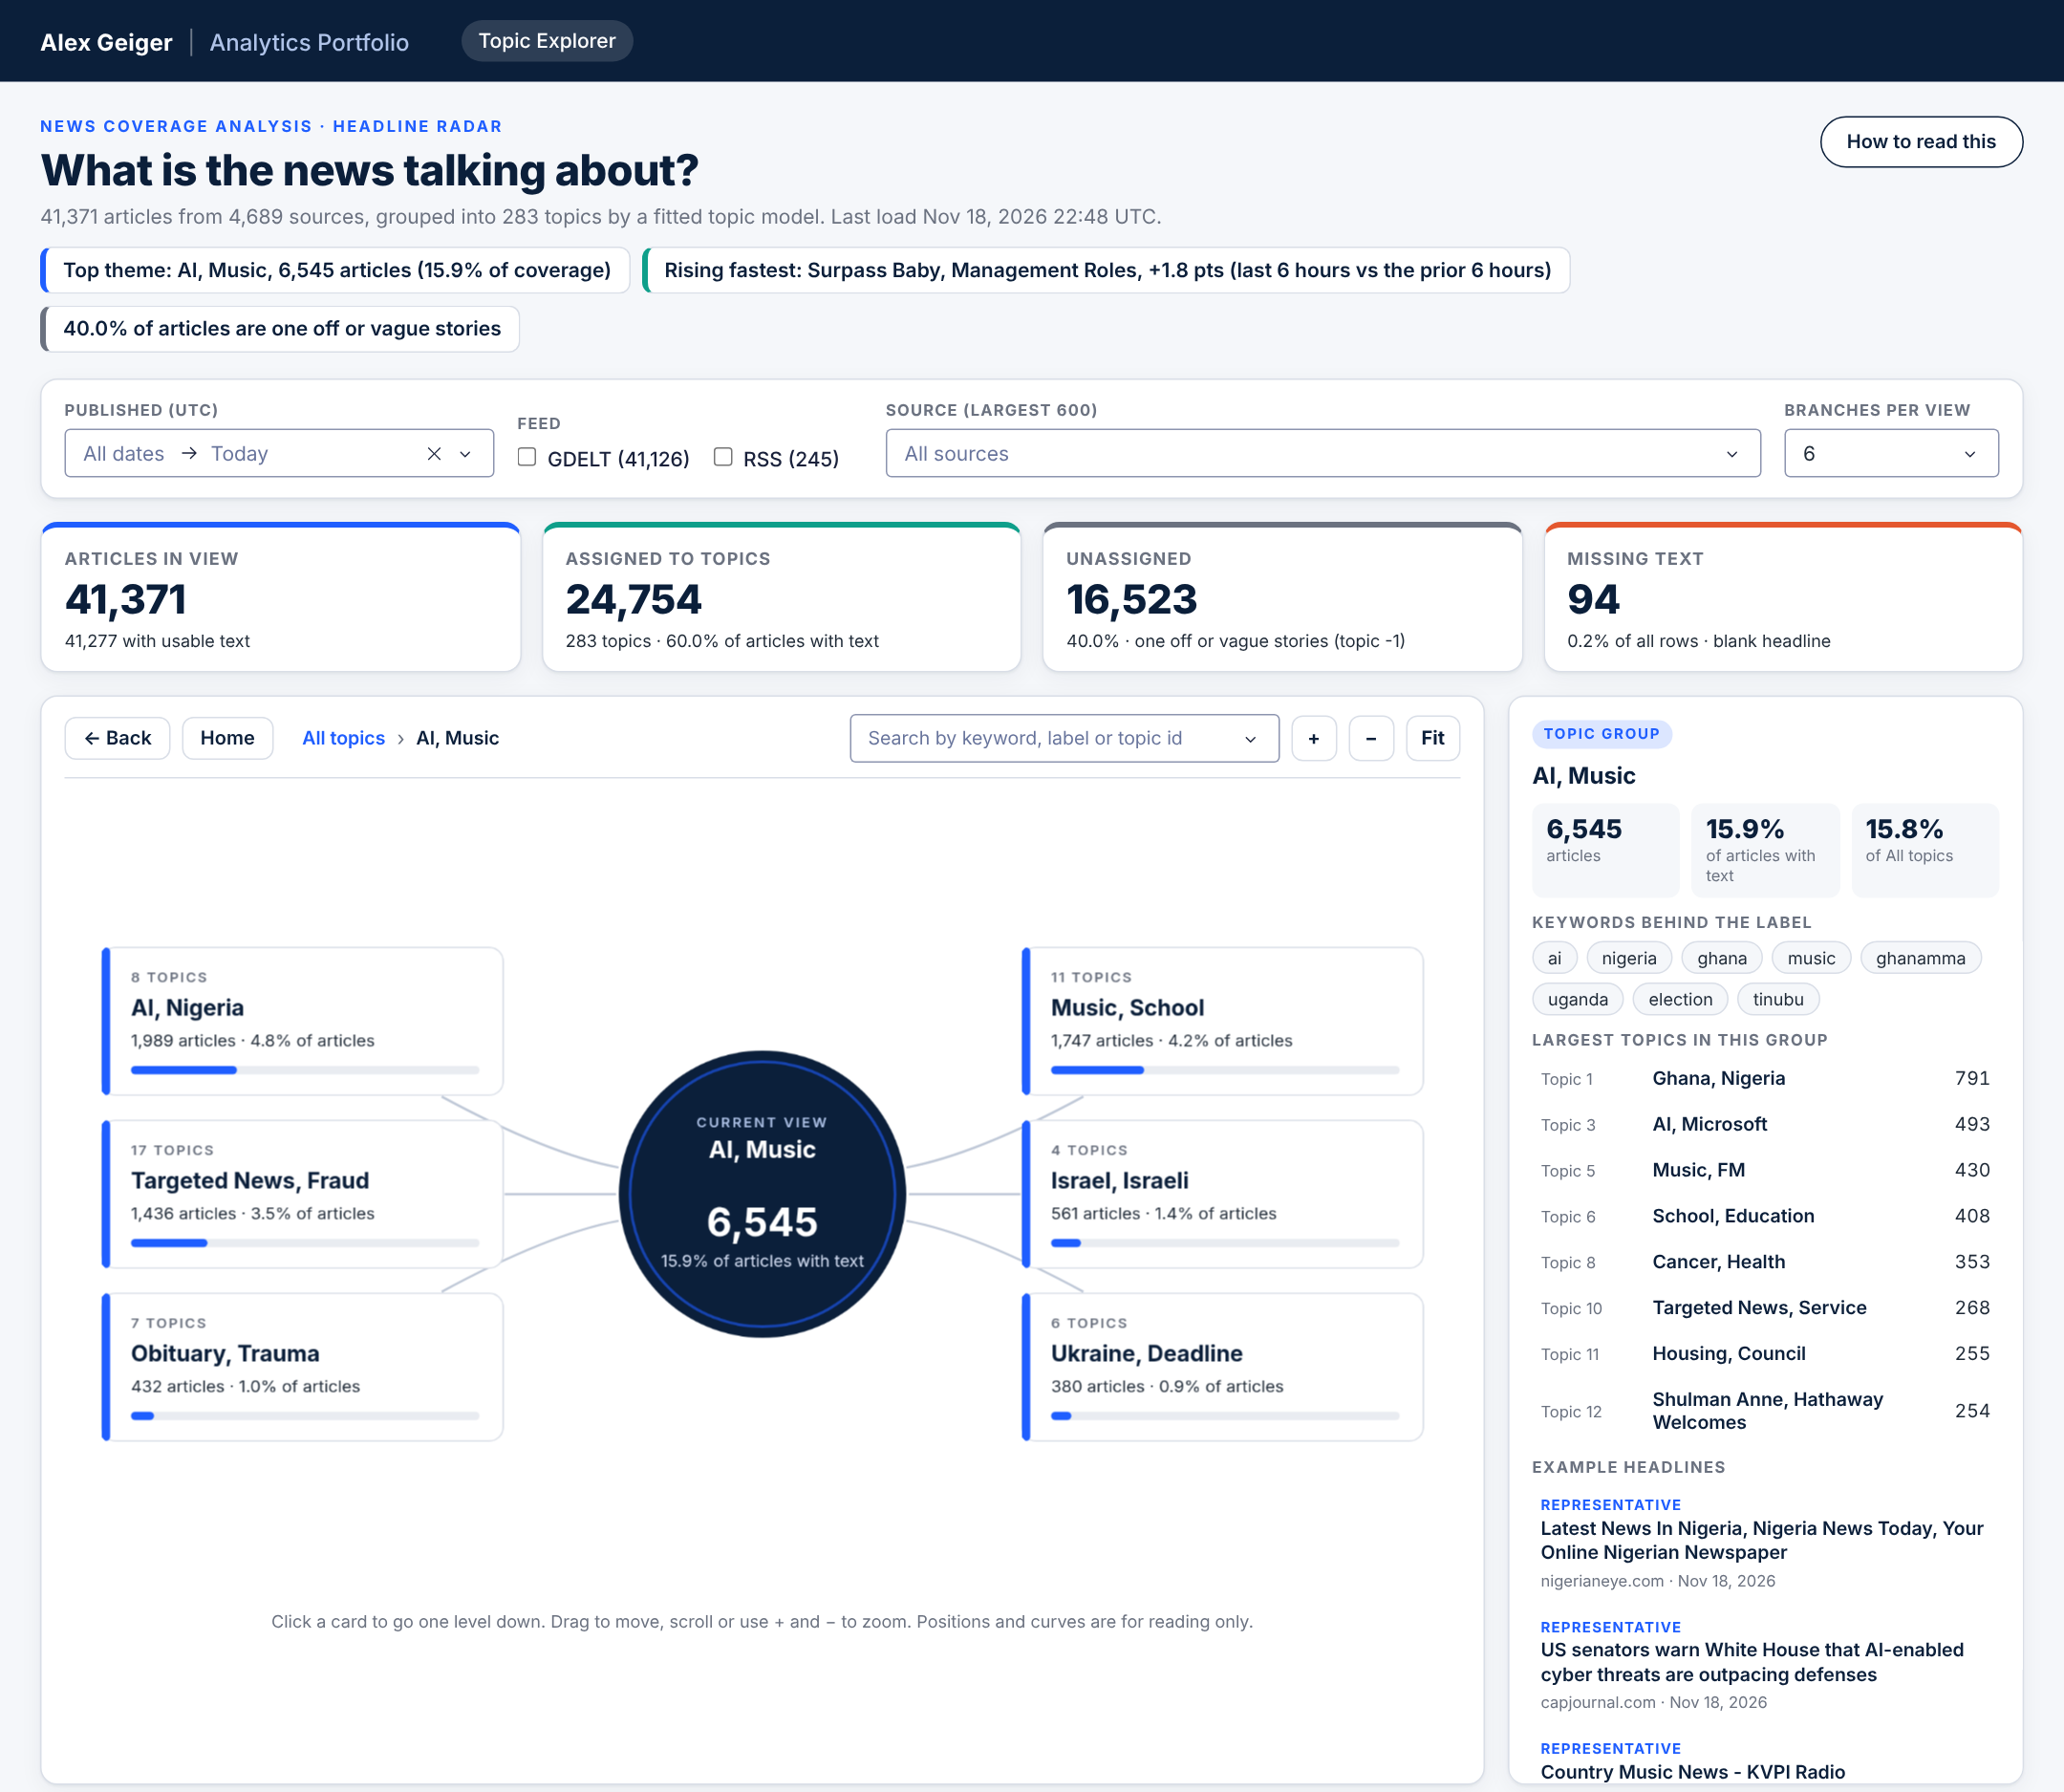 Alex Geiger | Analytics Portfolio
Topic Explorer
NEWS COVERAGE ANALYSIS · HEADLINE RADAR
What is the news talking about?
41,371 articles from 4,689 sources, grouped into 283 topics by a fitted topic model. Last load Nov 18, 2026 22:48 UTC.
How to read this
Top theme: AI, Music, 6,545 articles (15.9% of coverage)
Rising fastest: Surpass Baby, Management Roles, +1.8 pts (last 6 hours vs the prior 6 hours)
40.0% of articles are one off or vague stories
PUBLISHED (UTC)
All dates → Today
FEED
GDELT (41,126)
RSS (245)
SOURCE (LARGEST 600)
All sources
BRANCHES PER VIEW
6
ARTICLES IN VIEW
41,371
41,277 with usable text
ASSIGNED TO TOPICS
24,754
283 topics · 60.0% of articles with text
UNASSIGNED
16,523
40.0% · one off or vague stories (topic -1)
MISSING TEXT
94
0.2% of all rows · blank headline
← Back
Home
All topics › AI, Music
Search by keyword, label or topic id
+
−
Fit
8 TOPICS
AI, Nigeria
1,989 articles · 4.8% of articles
17 TOPICS
Targeted News, Fraud
1,436 articles · 3.5% of articles
7 TOPICS
Obituary, Trauma
432 articles · 1.0% of articles
CURRENT VIEW
AI, Music
6,545
15.9% of articles with text
11 TOPICS
Music, School
1,747 articles · 4.2% of articles
4 TOPICS
Israel, Israeli
561 articles · 1.4% of articles
6 TOPICS
Ukraine, Deadline
380 articles · 0.9% of articles
Click a card to go one level down. Drag to move, scroll or use + and − to zoom. Positions and curves are for reading only.
TOPIC GROUP
AI, Music
6,545
articles
15.9%
of articles with
text
15.8%
of All topics
KEYWORDS BEHIND THE LABEL
ai nigeria ghana music ghanamma
uganda election tinubu
LARGEST TOPICS IN THIS GROUP
Topic 1 Ghana, Nigeria 791
Topic 3 AI, Microsoft 493
Topic 5 Music, FM 430
Topic 6 School, Education 408
Topic 8 Cancer, Health 353
Topic 10 Targeted News, Service 268
Topic 11 Housing, Council 255
Topic 12 Shulman Anne, Hathaway
Welcomes 254
EXAMPLE HEADLINES
REPRESENTATIVE
Latest News In Nigeria, Nigeria News Today, Your
Online Nigerian Newspaper
nigerianeye.com · Nov 18, 2026
REPRESENTATIVE
US senators warn White House that AI-enabled
cyber threats are outpacing defenses
capjournal.com · Nov 18, 2026
REPRESENTATIVE
Country Music News - KVPI Radio